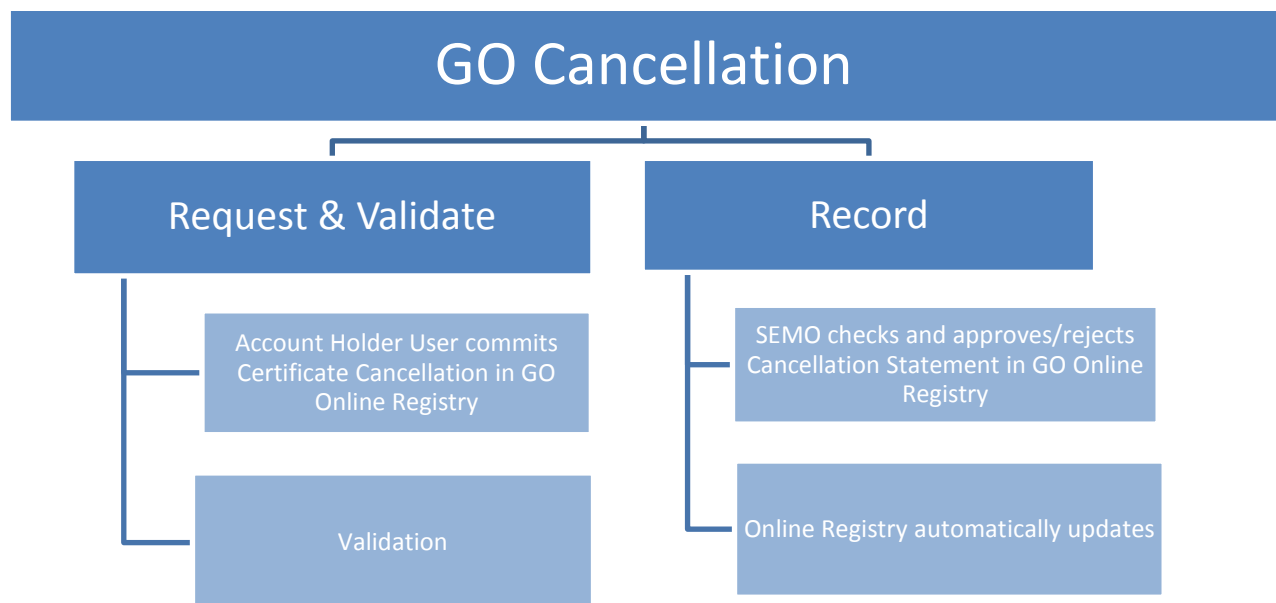 GO Cancellation
Request & Validate
Account Holder User commits
Certificate Cancellation in GO
Online Registry
Validation
Record
SEMO checks and approves/rejects
Cancellation Statement in GO Online
Registry
Online Registry automatically updates